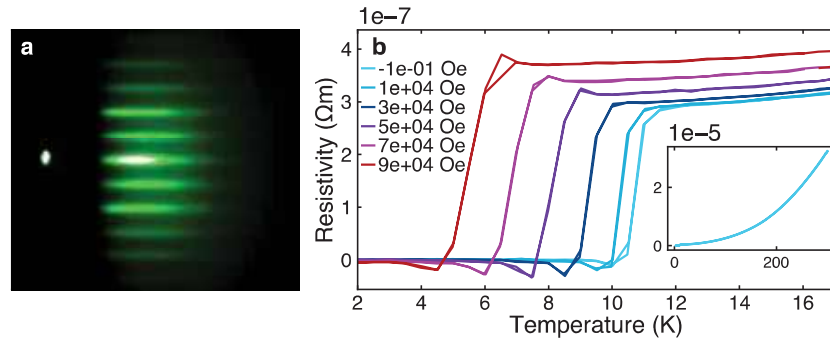 a
b
1e-7
Resistivity (Ωm)
4
3
2
1
0
-1e-01 Oe
1e+04 Oe
3e+04 Oe
5e+04 Oe
7e+04 Oe
9e+04 Oe
1e-5
2
0
0
200
2
4
6
8
10
12
14
16
Temperature (K)